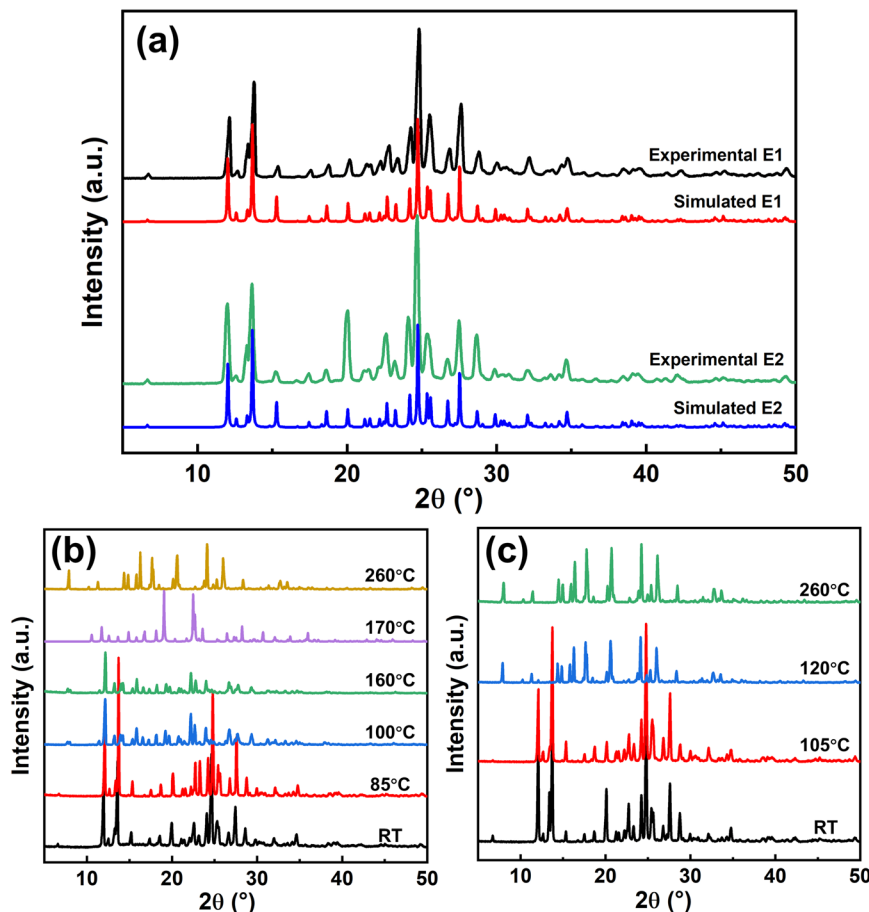 (a)
Intensity (a.u.)
Experimental E1
Simulated E1
Experimental E2
Simulated E2
10 20 30 40 50
2θ (°)
(b)
Intensity (a.u.)
260°C
170°C
160°C
100°C
85°C
RT
10 20 30 40 50
2θ (°)
(c)
Intensity (a.u.)
260°C
120°C
105°C
RT
10 20 30 40 50
2θ (°)